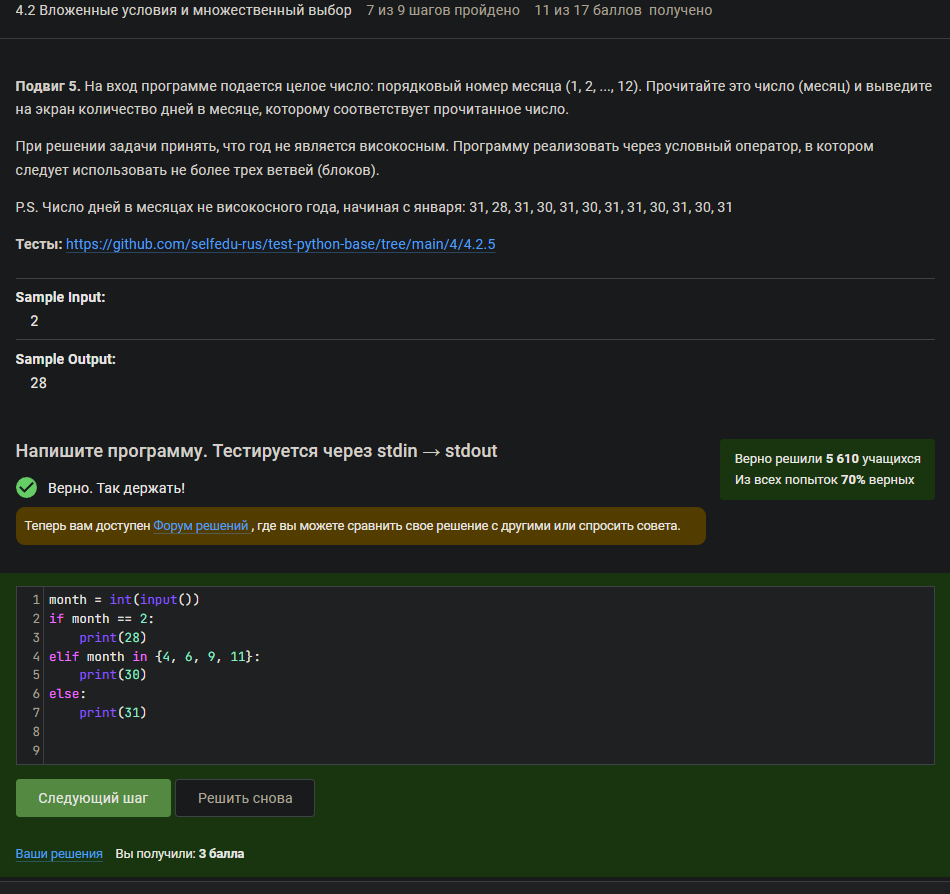 4.2 Вложенные условия и множественный выбор 7 из 9 шагов пройдено 11 из 17 баллов получено
Подвиг 5. На вход программе подается целое число: порядковый номер месяца (1, 2, ..., 12). Прочитайте это число (месяц) и выведите
на экран количество дней в месяце, которому соответствует прочитанное число.
При решении задачи принять, что год не является високосным. Программу реализовать через условный оператор, в котором
следует использовать не более трех ветвей (блоков).
P.S. Число дней в месяцах не високосного года, начиная с января: 31, 28, 31, 30, 31, 30, 31, 31, 30, 31, 30, 31
Тесты: https://github.com/selfedu-rus/test-python-base/tree/main/4/4.2.5
Sample Input:
2
Sample Output:
28
Напишите программу. Тестируется через stdin → stdout
Верно решили 5 610 учащихся
Из всех попыток 70% верных
Верно. Так держать!
Теперь вам доступен Форум решений, где вы можете сравнить свое решение с другими или спросить совета.
1 month = int(input())
2 if month == 2:
3     print(28)
4 elif month in {4, 6, 9, 11}:
5     print(30)
6 else:
7     print(31)
8
9
Следующий шаг Решить снова
Ваши решения Вы получили: 3 балла